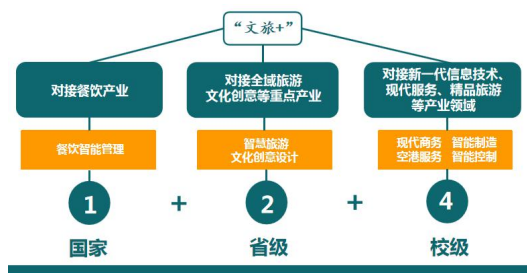 “文旅+”
对接餐饮产业
对接全域旅游
文化创意等重点产业
对接新一代信息技术、
现代服务、精品旅游
等产业领域
餐饮智能管理
智慧旅游
文化创意设计
现代商务 智能制造
空港服务 智能控制
1 + 2 + 4
国家 省级 校级